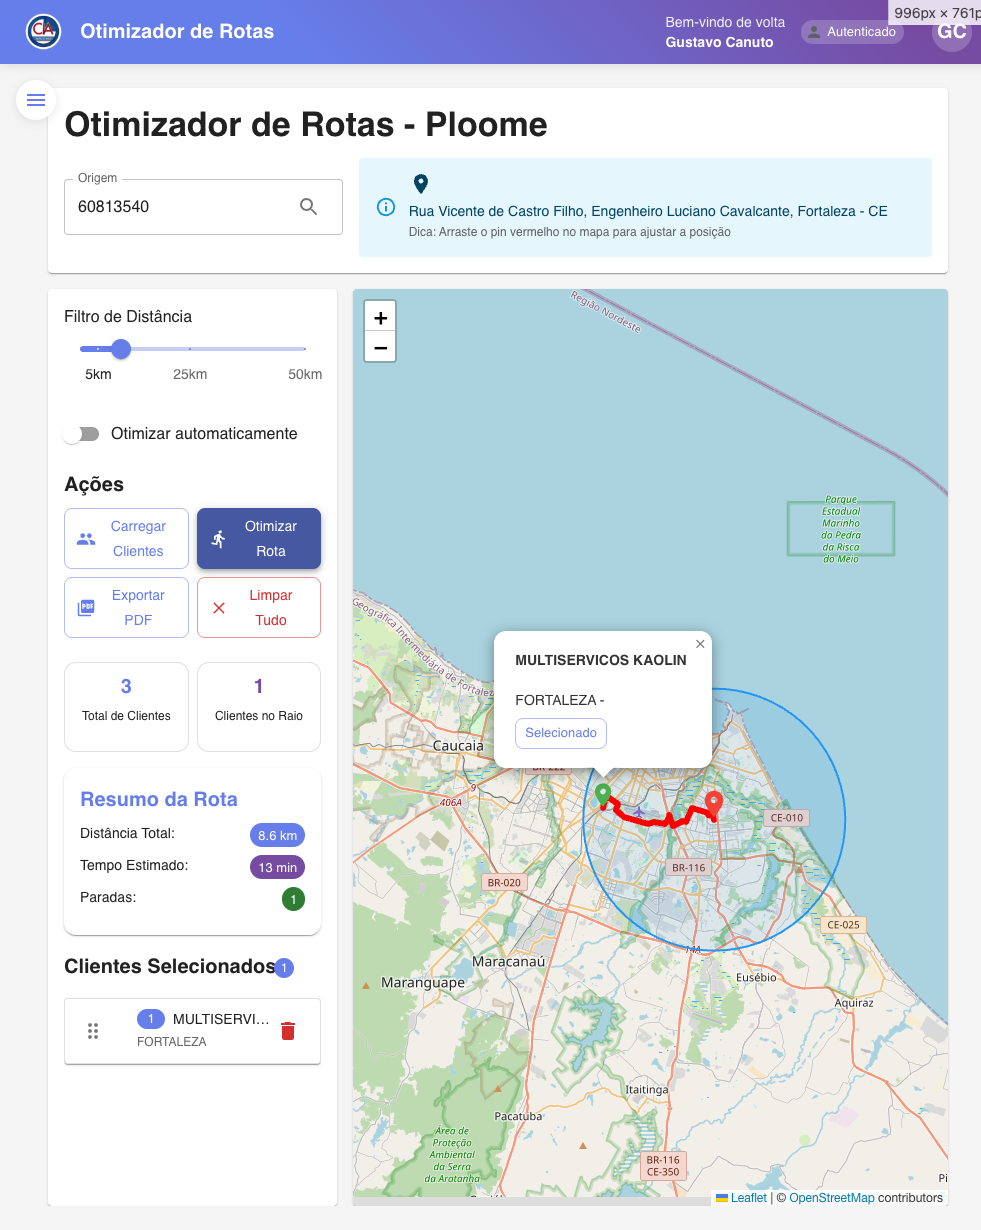 Otimizador de Rotas
Bem-vindo de volta
Gustavo Canuto
Autenticado
996px × 761p
GC
Otimizador de Rotas - Ploome
Origem
60813540
Rua Vicente de Castro Filho, Engenheiro Luciano Cavalcante, Fortaleza - CE
Dica: Arraste o pin vermelho no mapa para ajustar a posição
Filtro de Distância
5km
25km
50km
Otimizar automaticamente
Ações
Carregar
Clientes
Otimizar
Rota
PDF
Exportar
PDF
Limpar
Tudo
3
Total de Clientes
1
Clientes no Raio
Resumo da Rota
Distância Total:
8.6 km
Tempo Estimado:
13 min
Paradas:
1
Clientes Selecionados
1
1
MULTISERVI...
FORTALEZA
+
−
Região Nordeste
Parque
Estadual
Marinho
da Pedra
da Risca
do Meio
Geográfica Intermediária de Fortalez
×
MULTISERVICOS KAOLIN
FORTALEZA -
Selecionado
Caucaia
BR-222
406A
CE-010
BR-116
BR-020
CE-025
14A
Maracanaú
Maranguape
Eusébio
Aquiraz
Itaitinga
Pacatuba
Área de
Proteção
Ambiental
da Serra
da Aratanha
BR-116
CE-350
Pi
Leaflet | © OpenStreetMap contributors